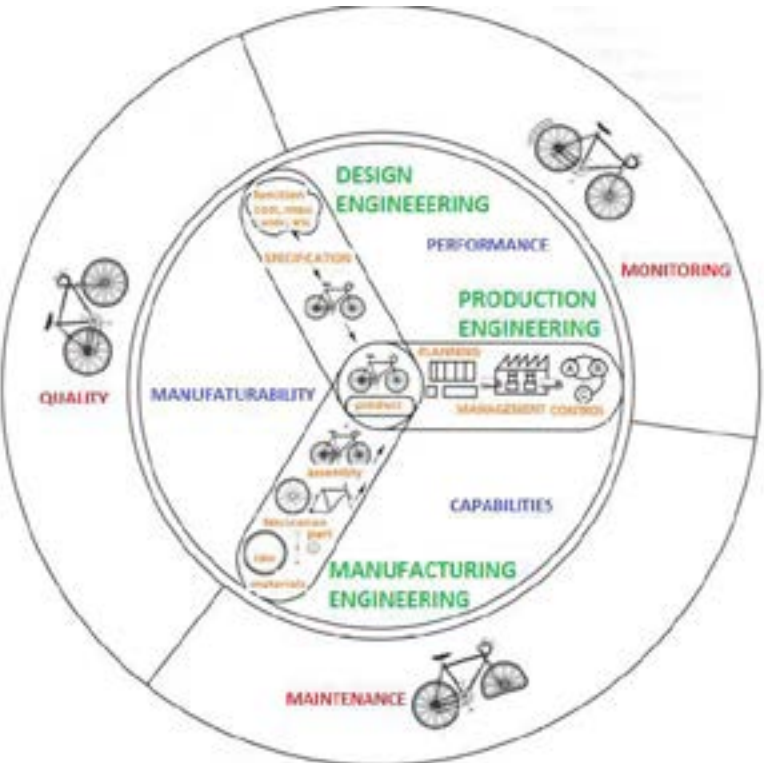 DESIGN
ENGINEEERING
SPECIFICATION
PERFORMANCE
MONITORING
PRODUCTION
ENGINEERING
PLANNING
QUALITY
MANUFATURABILITY
product
MANAGEMENT CONTROL
assembly
CAPABILITIES
part
materials
MANUFACTURING
ENGINEERING
MAINTENANCE